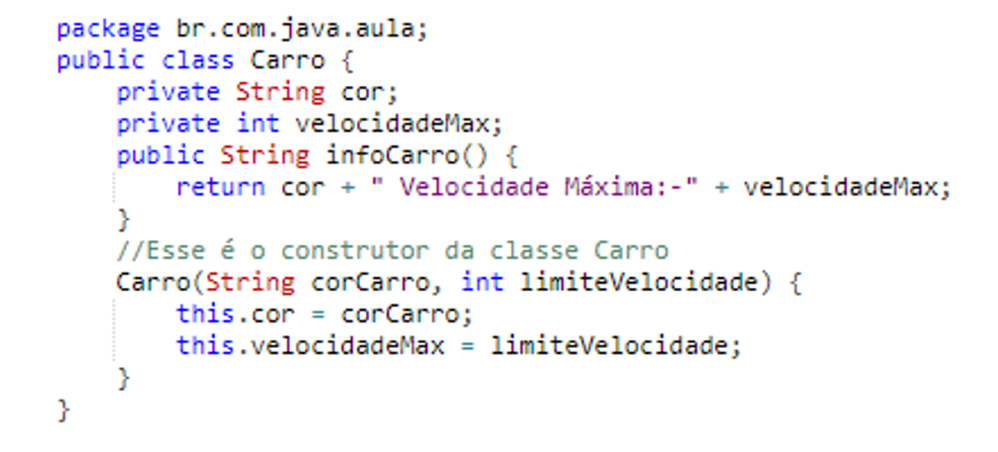 package br.com.java.aula;
public class Carro {
    private String cor;
    private int velocidadeMax;
    public String infoCarro() {
        return cor + " Velocidade Máxima:-" + velocidadeMax;
    }
    //Esse é o construtor da classe Carro
    Carro(String corCarro, int limiteVelocidade) {
        this.cor = corCarro;
        this.velocidadeMax = limiteVelocidade;
    }
}